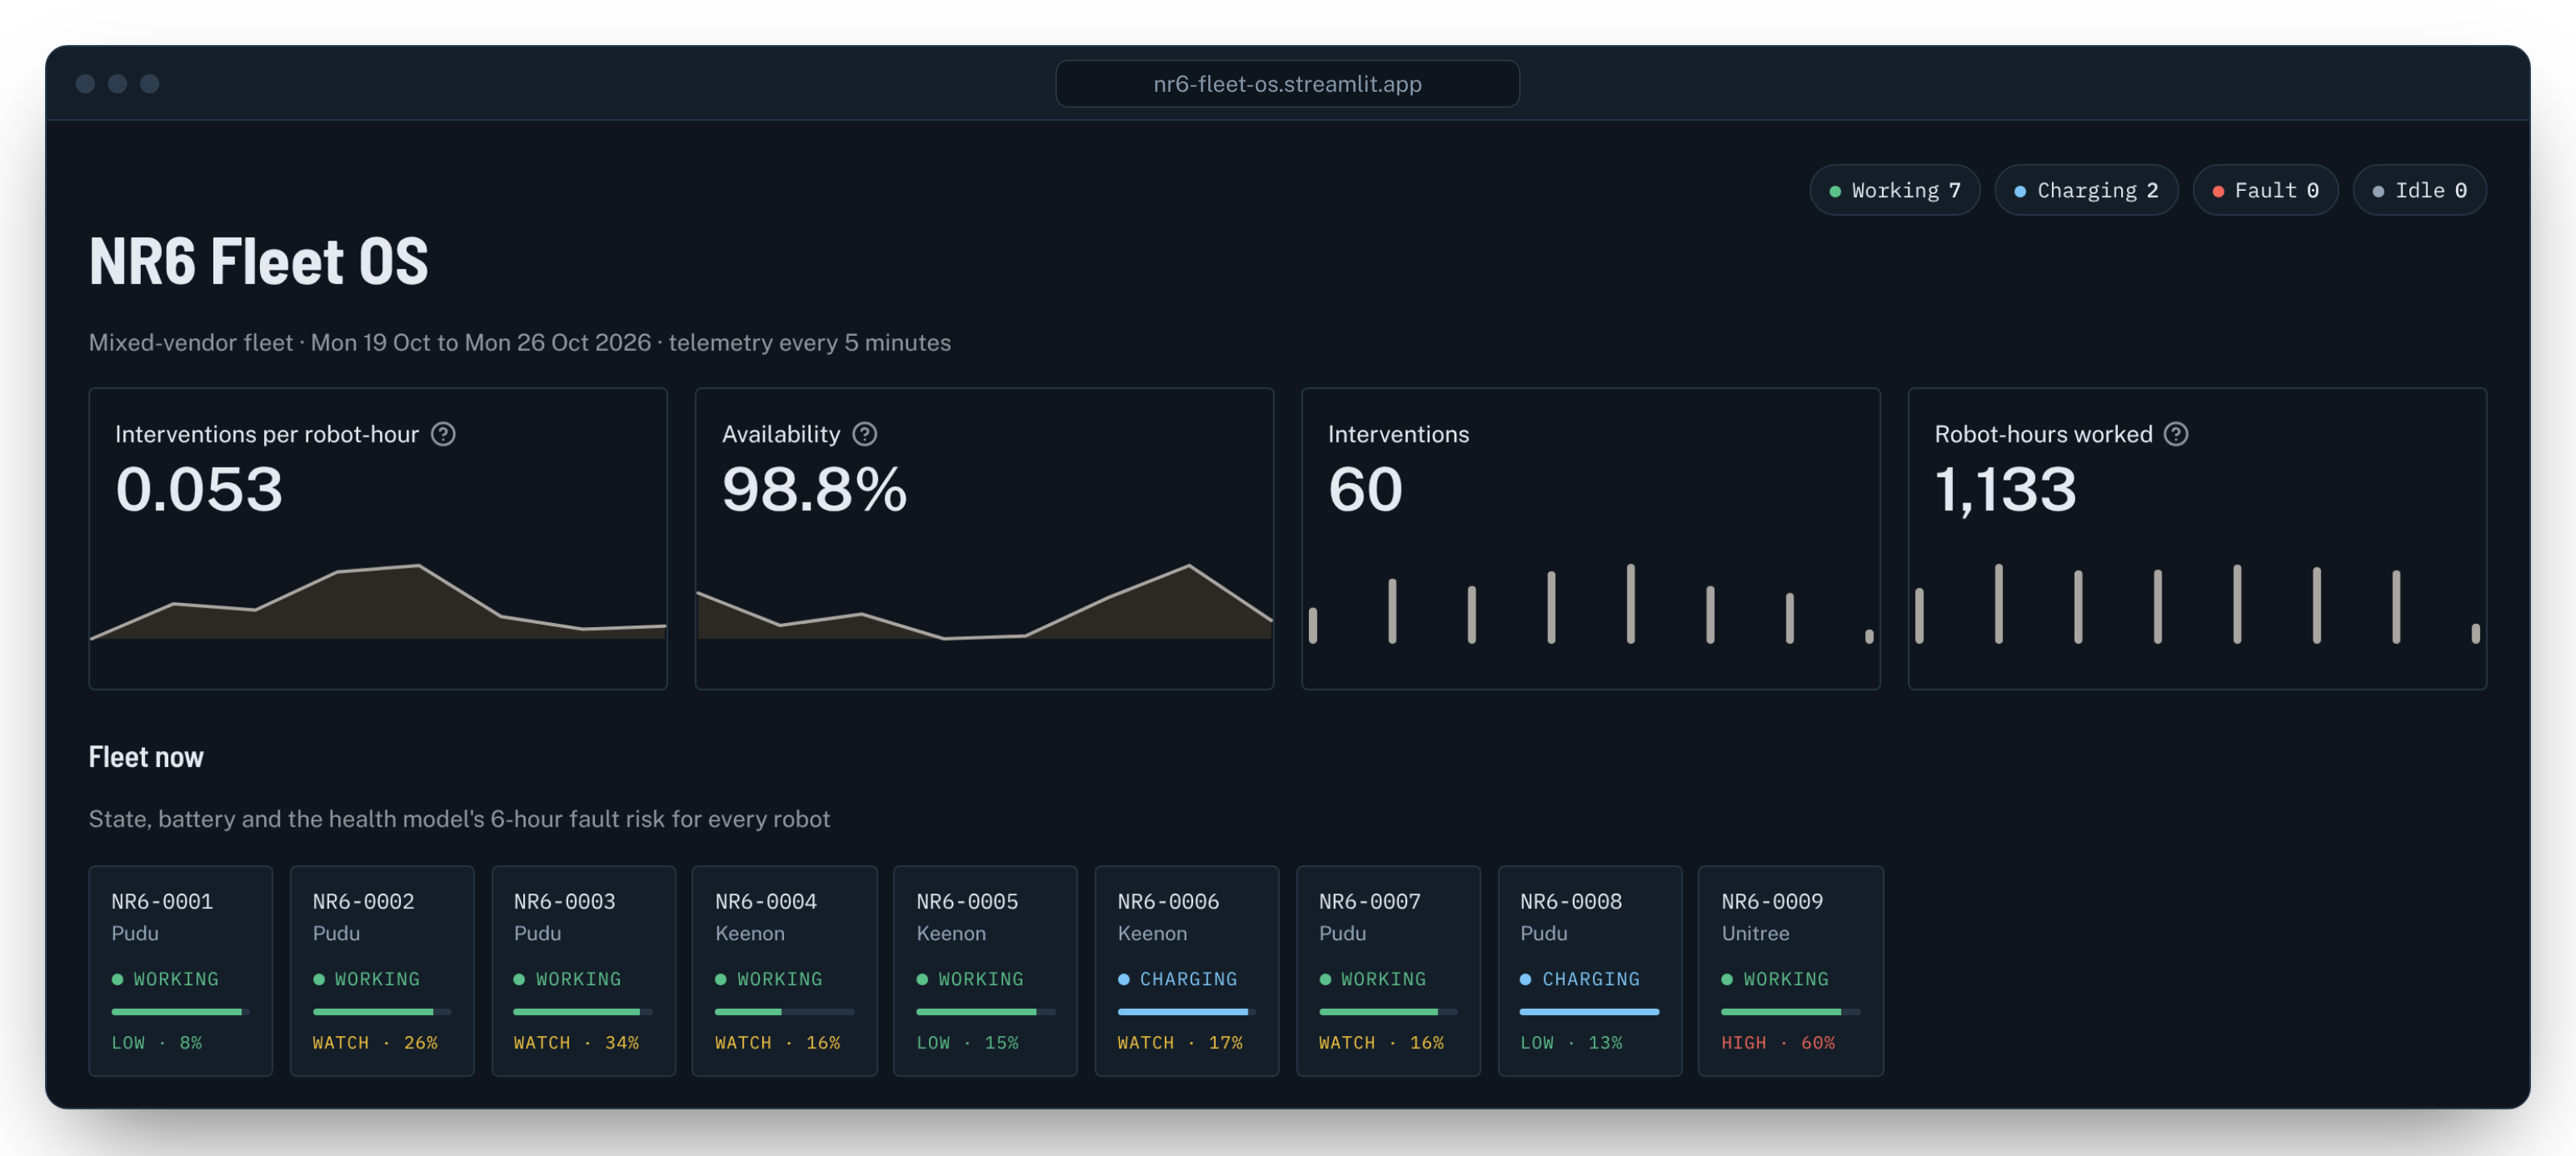 nr6-fleet-os.streamlit.app
Working 7 Charging 2 Fault 0 Idle 0
NR6 Fleet OS
Mixed-vendor fleet · Mon 19 Oct to Mon 26 Oct 2026 · telemetry every 5 minutes
Interventions per robot-hour ?
0.053
Availability ?
98.8%
Interventions
60
Robot-hours worked ?
1,133
Fleet now
State, battery and the health model's 6-hour fault risk for every robot
NR6-0001
Pudu
WORKING
LOW · 8%
NR6-0002
Pudu
WORKING
WATCH · 26%
NR6-0003
Pudu
WORKING
WATCH · 34%
NR6-0004
Keenon
WORKING
WATCH · 16%
NR6-0005
Keenon
WORKING
LOW · 15%
NR6-0006
Keenon
CHARGING
WATCH · 17%
NR6-0007
Pudu
WORKING
WATCH · 16%
NR6-0008
Pudu
CHARGING
LOW · 13%
NR6-0009
Unitree
WORKING
HIGH · 60%